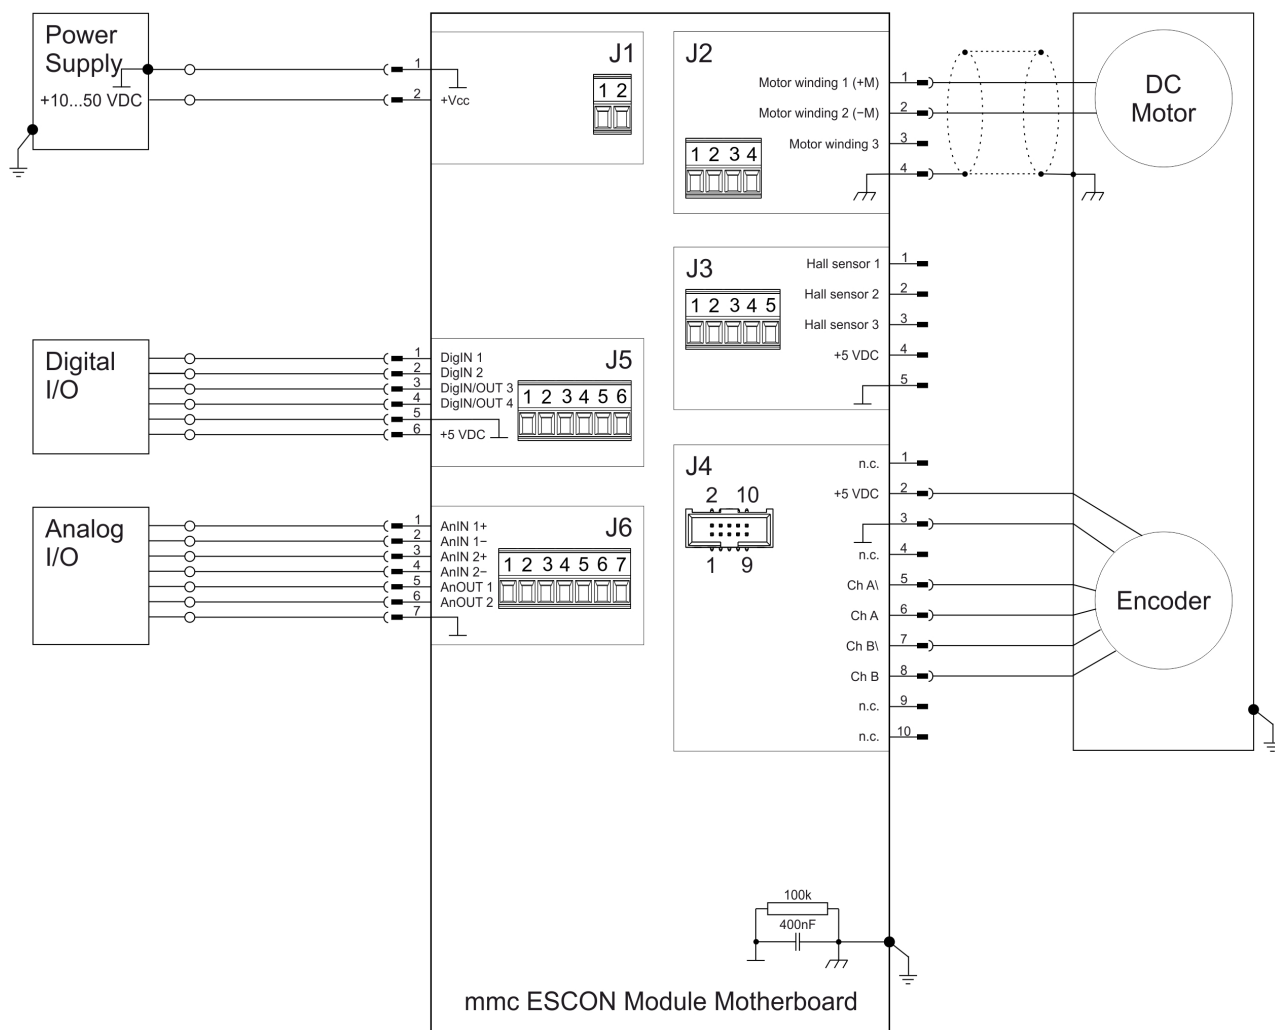 Power
Supply
+10...50 VDC
1
2
+Vcc
J1
1 2
J2
Motor winding 1 (+M)
1
Motor winding 2 (−M)
2
Motor winding 3
3
4
1 2 3 4
DC
Motor
J3
Hall sensor 1
1
Hall sensor 2
2
Hall sensor 3
3
+5 VDC
4
5
1 2 3 4 5
Digital
I/O
1
DigIN 1
2
DigIN 2
3
DigIN/OUT 3
4
DigIN/OUT 4
5
6
+5 VDC
J5
1 2 3 4 5 6
Analog
I/O
1
AnIN 1+
2
AnIN 1−
3
AnIN 2+
4
AnIN 2−
5
AnOUT 1
6
AnOUT 2
7
J6
1 2 3 4 5 6 7
J4
2 10
1 9
n.c.
1
+5 VDC
2
3
n.c.
4
Ch A\
5
Ch A
6
Ch B\
7
Ch B
8
n.c.
9
n.c.
10
Encoder
100k
400nF
mmc ESCON Module Motherboard